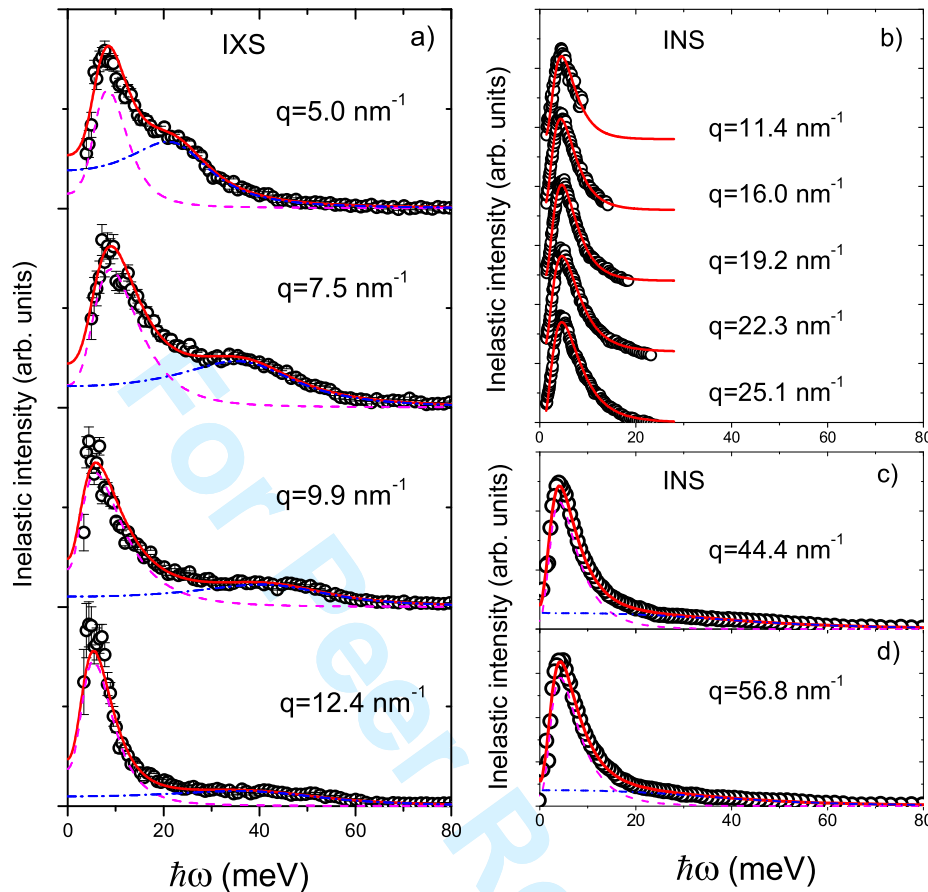 a)
IXS
q=5.0 nm⁻¹
q=7.5 nm⁻¹
q=9.9 nm⁻¹
q=12.4 nm⁻¹
Inelastic intensity (arb. units)
0 20 40 60 80
ħω (meV)
b)
INS
q=11.4 nm⁻¹
q=16.0 nm⁻¹
q=19.2 nm⁻¹
q=22.3 nm⁻¹
q=25.1 nm⁻¹
Inelastic intensity (arb. units)
0 20 40 60 80
c)
INS
q=44.4 nm⁻¹
Inelastic intensity (arb. units)
d)
q=56.8 nm⁻¹
0 20 40 60 80
ħω (meV)
For Peer Re